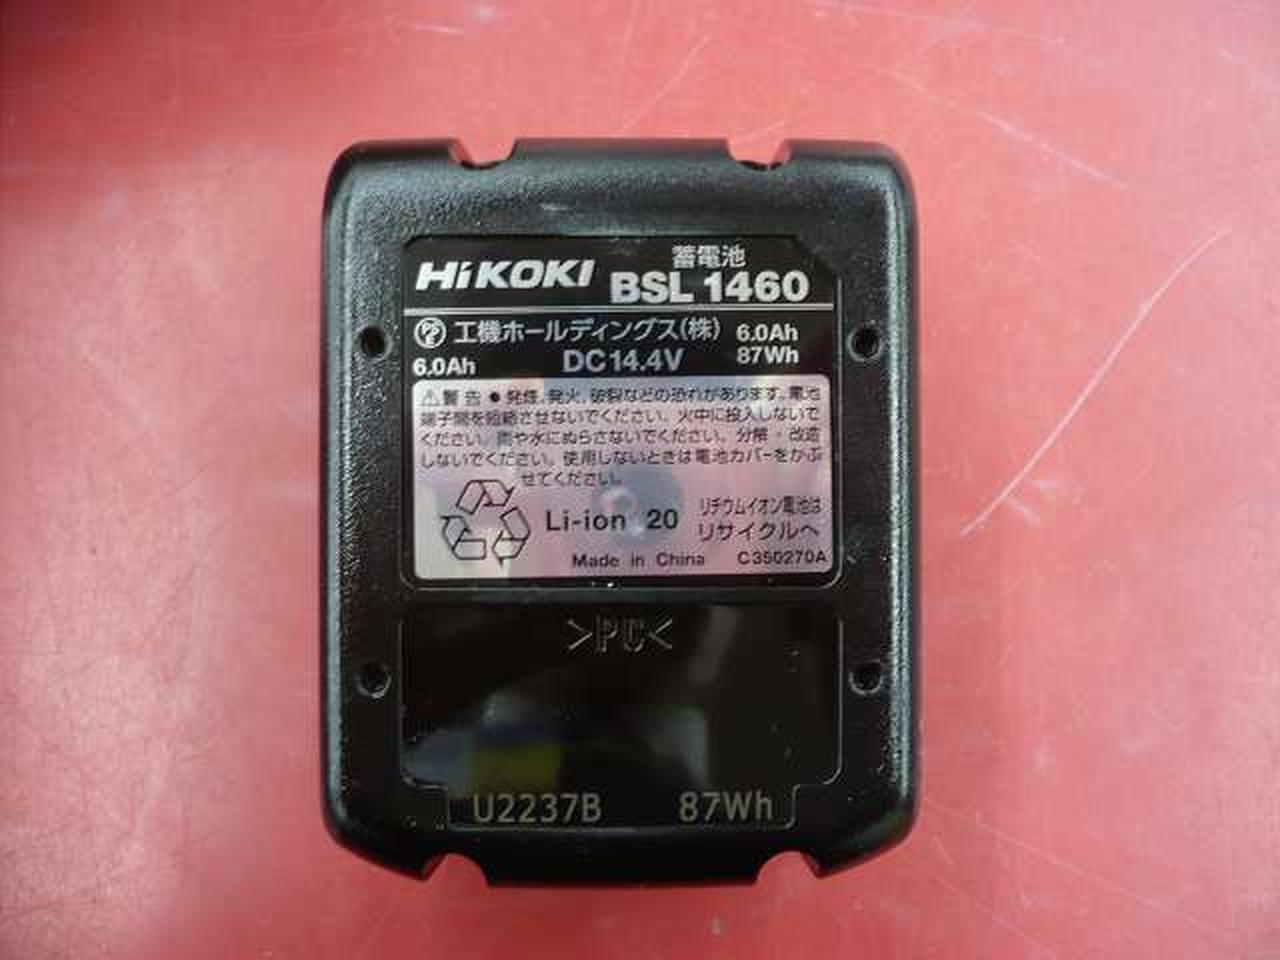 蓄電池
HiKOKI BSL 1460
PSE 工機ホールディングス(株) 6.0Ah
6.0Ah DC14.4V 87Wh
⚠警告 ●発煙、発火、破裂などの恐れがあります。電池
端子間を短絡させないでください。火中に投入しないで
ください。雨や水にぬらさないでください。分解・改造
しないでください。使用しないときは電池カバーをかぶ
せてください。
Li-ion 20 リチウムイオン電池は
リサイクルへ
Made in China C350270A
>PC<
U2237B 87Wh